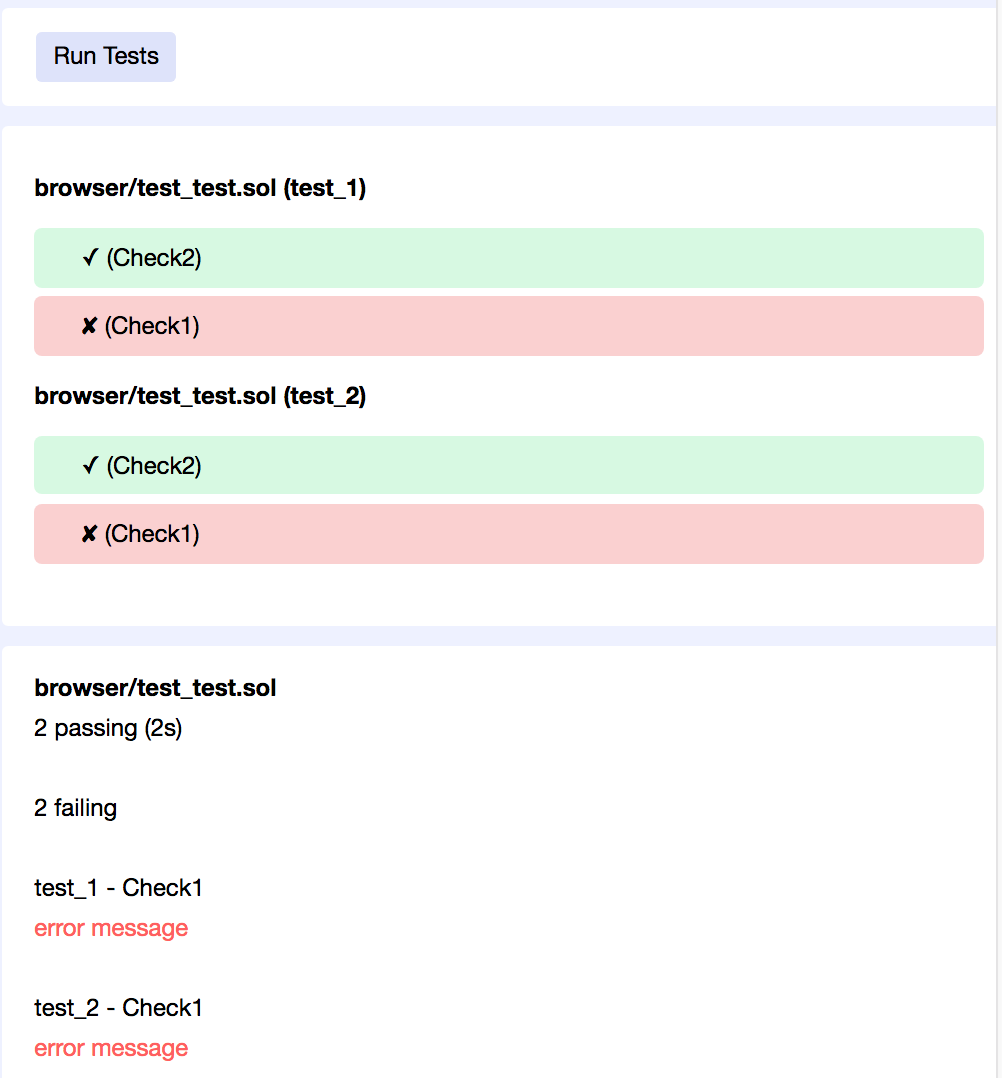 Run Tests
browser/test_test.sol (test_1)
✓ (Check2)
✘ (Check1)
browser/test_test.sol (test_2)
✓ (Check2)
✘ (Check1)
browser/test_test.sol
2 passing (2s)
2 failing
test_1 - Check1
error message
test_2 - Check1
error message